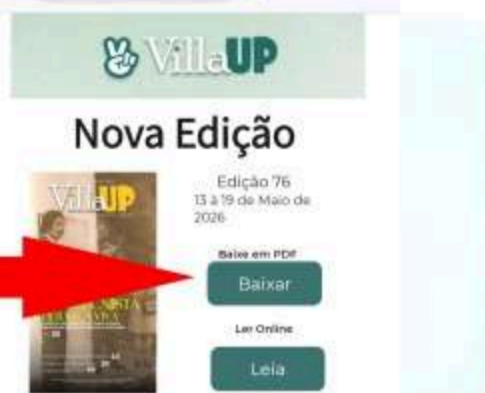 VillaUP
Nova Edição
VillaUP
Edição 76
13 à 19 de Maio de
2026
Baixe em PDF
Baixar
Ler Online
Leia